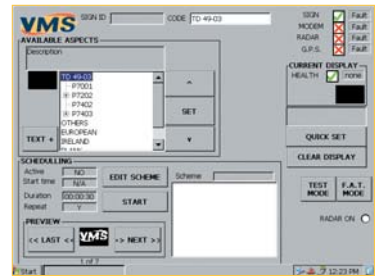 VMS
SIGN ID
CODE TD 49-03
SIGN Fault
MODEM Fault
RADAR Fault
G.P.S. Fault
AVAILABLE ASPECTS
Description
TD 49-03
P7001
P7202
P7402
P7403
OTHERS
EUROPEAN
IRELAND
^
SET
v
TEXT +
CURRENT DISPLAY
HEALTH none
QUICK SET
CLEAR DISPLAY
SCHEDULLING
Active NO
Start time N/A
Duration 00:00:30
Repeat Y
EDIT SCHEME
START
Scheme
TEST MODE
F.A.T. MODE
RADAR ON
PREVIEW
<< LAST <<
VMS
-> NEXT >>
1 of 7
Start
12:23 PM